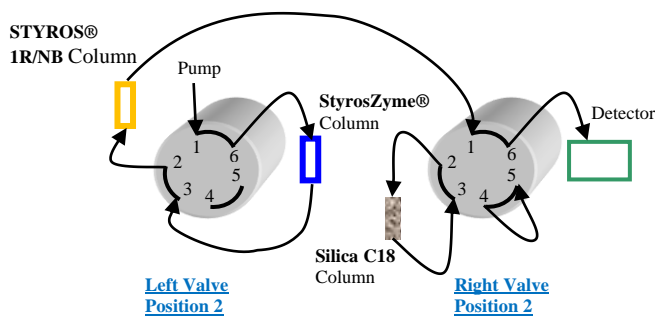 STYROS®
1R/NB Column
Pump
StyrosZyme®
Column
Detector
1
6
2
5
3
4
1
6
2
5
3
4
Silica C18
Column
Left Valve
Position 2
Right Valve
Position 2